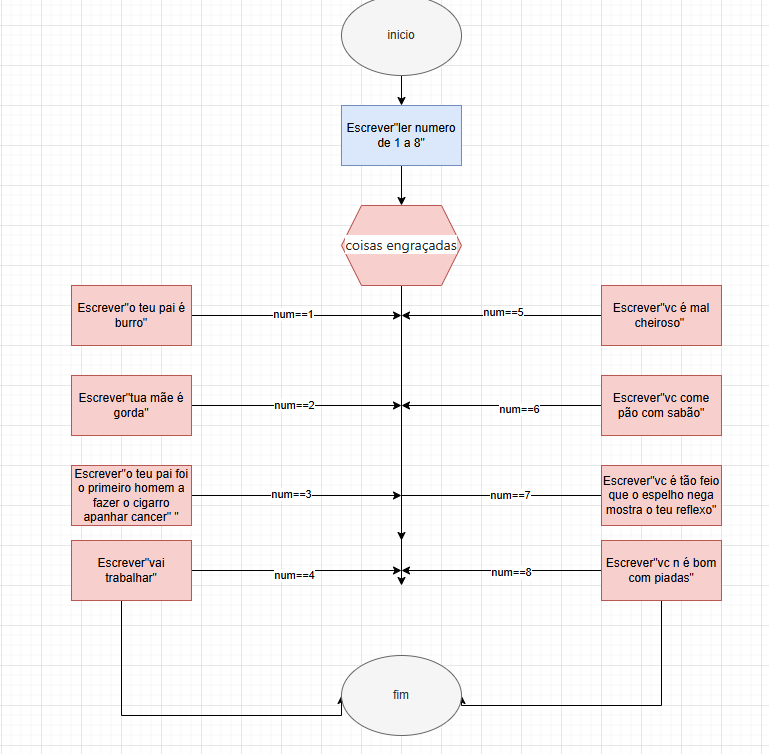 inicio
Escrever"ler numero
de 1 a 8"
coisas engraçadas
Escrever"o teu pai é
burro"
num==1
num==5
Escrever"vc é mal
cheiroso"
Escrever"tua mãe é
gorda"
num==2
num==6
Escrever"vc come
pão com sabão"
Escrever"o teu pai foi
o primeiro homem a
fazer o cigarro
apanhar cancer" "
num==3
num==7
Escrever"vc é tão feio
que o espelho nega
mostra o teu reflexo"
Escrever"vai
trabalhar"
num==4
num==8
Escrever"vc n é bom
com piadas"
fim